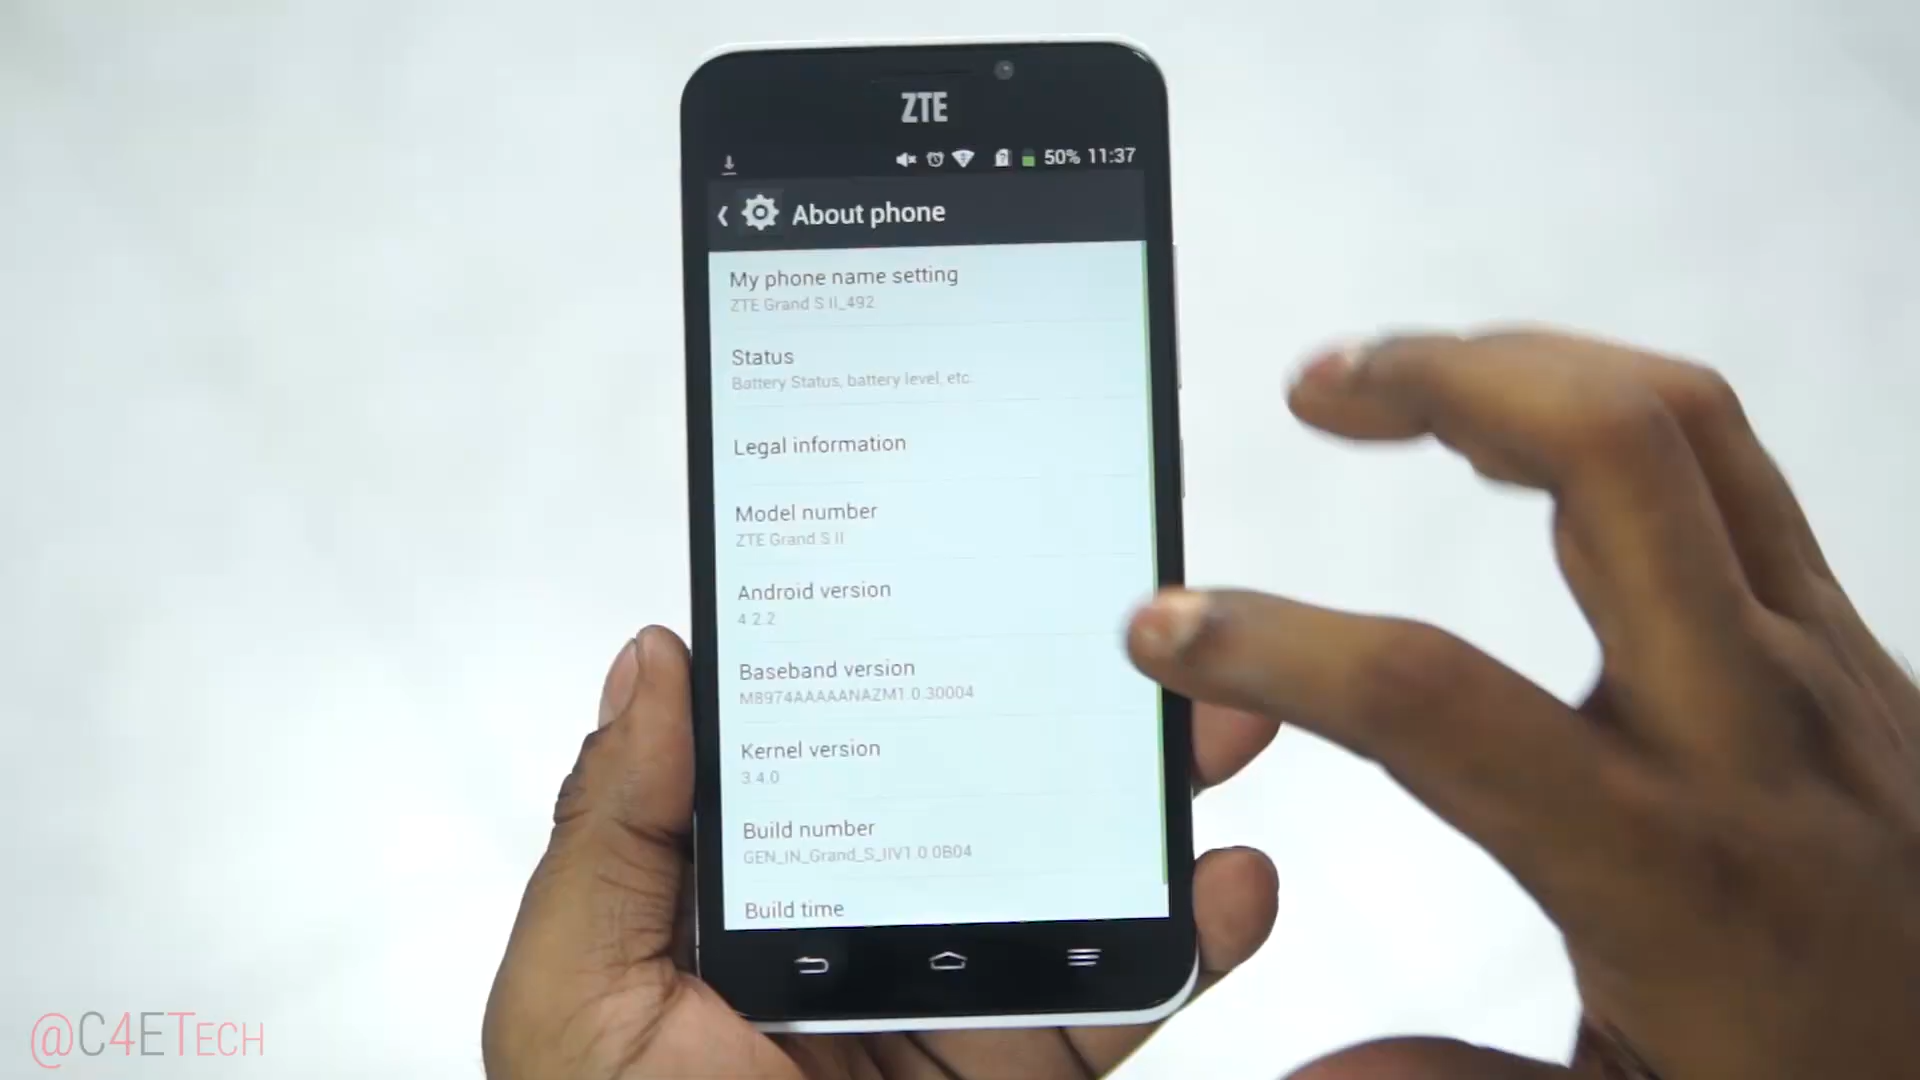 ZTE
50% 11:37
About phone
My phone name setting
ZTE Grand S II_492
Status
Battery Status, battery level, etc.
Legal information
Model number
ZTE Grand S II
Android version
4.2.2
Baseband version
M8974AAAAANAZM1.0.30004
Kernel version
3.4.0
Build number
GEN_IN_Grand_S_IIV1.0.0B04
Build time
@C4ETECH